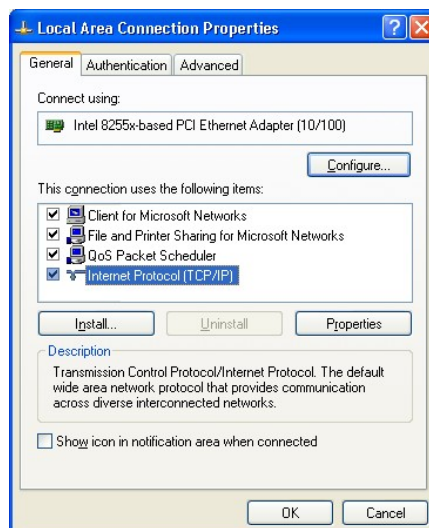 Local Area Connection Properties
General Authentication Advanced
Connect using:
Intel 8255x-based PCI Ethernet Adapter (10/100)
Configure...
This connection uses the following items:
Client for Microsoft Networks
File and Printer Sharing for Microsoft Networks
QoS Packet Scheduler
Internet Protocol (TCP/IP)
Install... Uninstall Properties
Description
Transmission Control Protocol/Internet Protocol. The default
wide area network protocol that provides communication
across diverse interconnected networks.
Show icon in notification area when connected
OK Cancel